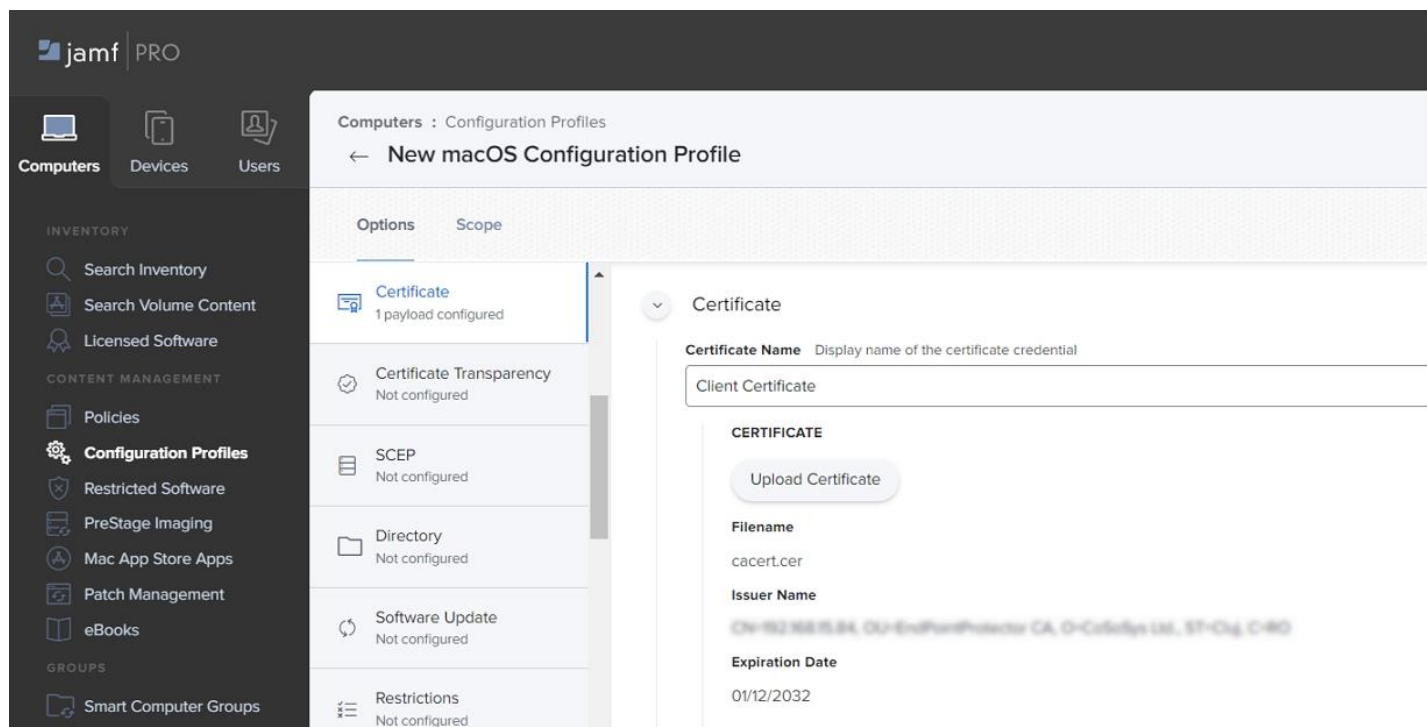 jamf PRO
Computers Devices Users
INVENTORY
Search Inventory
Search Volume Content
Licensed Software
CONTENT MANAGEMENT
Policies
Configuration Profiles
Restricted Software
PreStage Imaging
Mac App Store Apps
Patch Management
eBooks
GROUPS
Smart Computer Groups
Computers : Configuration Profiles
← New macOS Configuration Profile
Options Scope
Certificate
1 payload configured
Certificate Transparency
Not configured
SCEP
Not configured
Directory
Not configured
Software Update
Not configured
Restrictions
Not configured
Certificate
Certificate Name Display name of the certificate credential
Client Certificate
CERTIFICATE
Upload Certificate
Filename
cacert.cer
Issuer Name
Expiration Date
01/12/2032